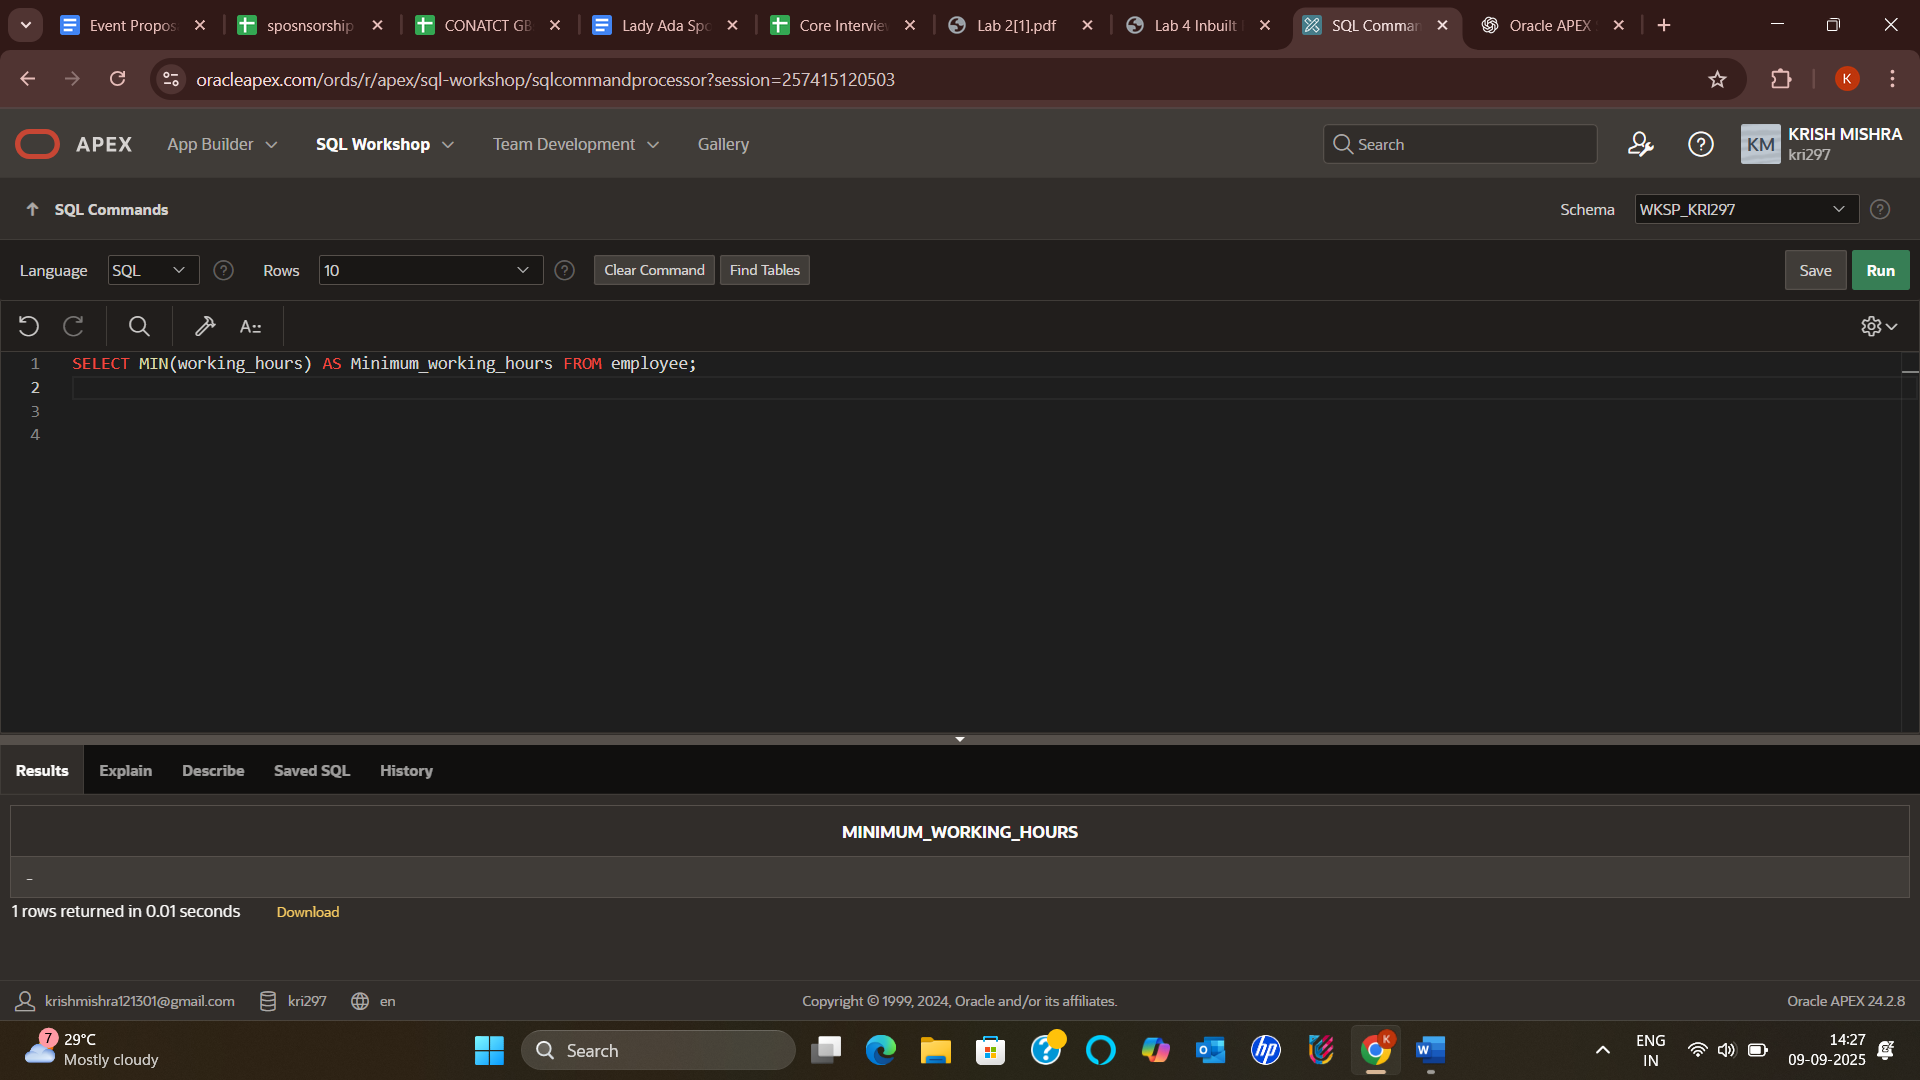 Event Propos
sposnsorship
CONATCT GB
Lady Ada Spo
Core Interview
Lab 2[1].pdf
Lab 4 Inbuilt
SQL Comman
Oracle APEX
oracleapex.com/ords/r/apex/sql-workshop/sqlcommandprocessor?session=257415120503
K
APEX
App Builder
SQL Workshop
Team Development
Gallery
Search
KM
KRISH MISHRA
kri297
SQL Commands
Schema
WKSP_KRI297
Language
SQL
Rows
10
Clear Command
Find Tables
Save
Run
A
1 SELECT MIN(working_hours) AS Minimum_working_hours FROM employee;
2
3
4
Results
Explain
Describe
Saved SQL
History
MINIMUM_WORKING_HOURS
-
1 rows returned in 0.01 seconds
Download
krishmishra121301@gmail.com
kri297
en
Copyright © 1999, 2024, Oracle and/or its affiliates.
Oracle APEX 24.2.8
7
29°C
Mostly cloudy
Search
hp
K
W
ENG
IN
14:27
09-09-2025